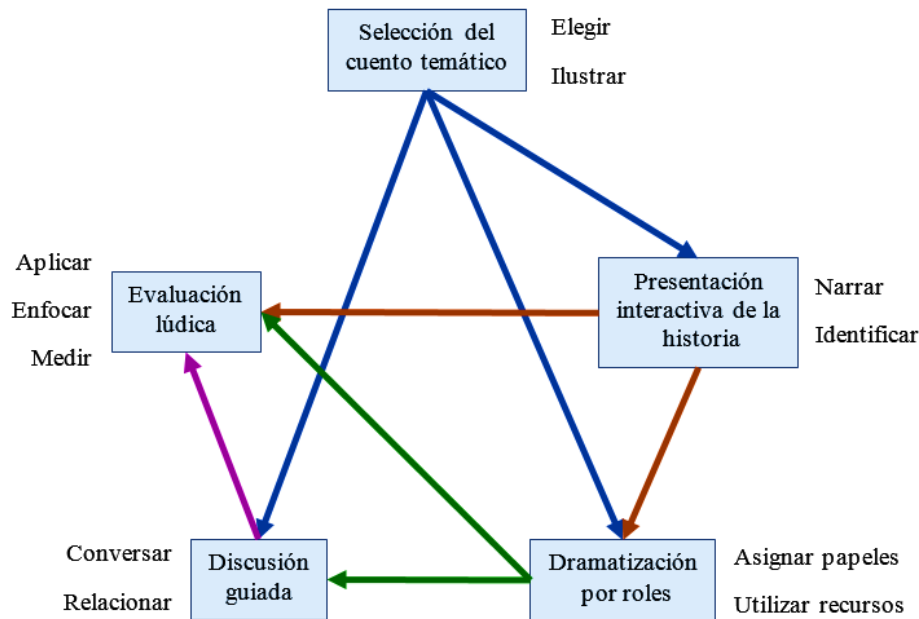 Selección del
cuento temático
Elegir
Ilustrar
Aplicar
Enfocar
Medir
Evaluación
lúdica
Presentación
interactiva de la
historia
Narrar
Identificar
Conversar
Relacionar
Discusión
guiada
Dramatización
por roles
Asignar papeles
Utilizar recursos